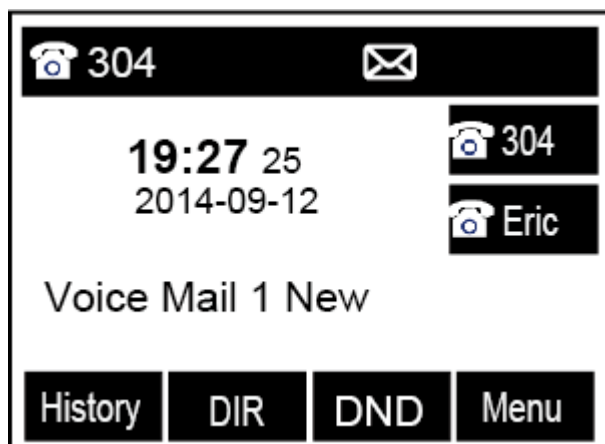 304
19:27 25
304
2014-09-12
Eric
Voice Mail 1 New
History DIR DND Menu